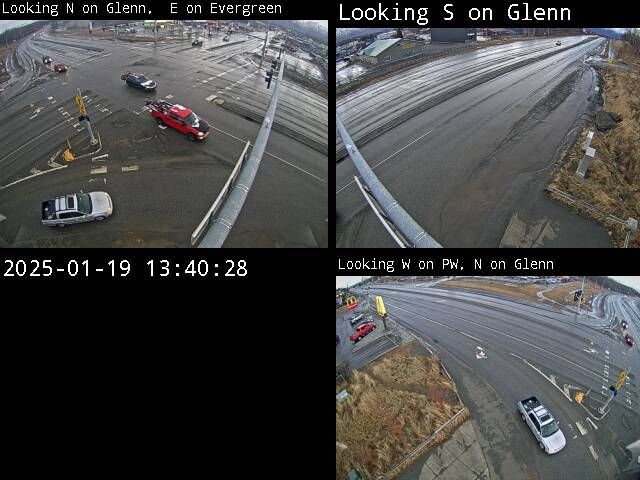 Looking N on Glenn,  E on Evergreen
Looking S on Glenn
2025-01-19 13:40:28
Looking W on PW, N on Glenn